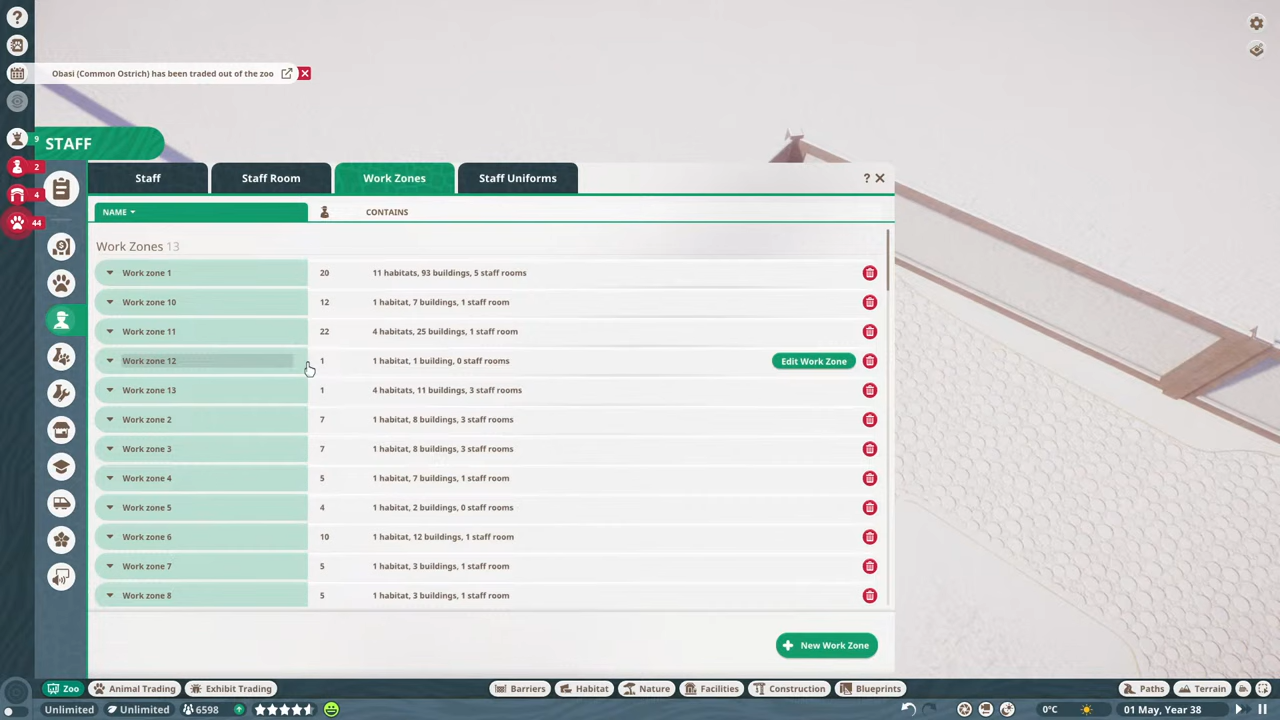 ?
Obasi (Common Ostrich) has been traded out of the zoo
9
STAFF
2
4
44
Staff
Staff Room
Work Zones
Staff Uniforms
?
NAME
CONTAINS
Work Zones 13
Work zone 1 20 11 habitats, 93 buildings, 5 staff rooms
Work zone 10 12 1 habitat, 7 buildings, 1 staff room
Work zone 11 22 4 habitats, 25 buildings, 1 staff room
Work zone 12 1 1 habitat, 1 building, 0 staff rooms Edit Work Zone
Work zone 13 1 4 habitats, 11 buildings, 3 staff rooms
Work zone 2 7 1 habitat, 8 buildings, 3 staff rooms
Work zone 3 7 1 habitat, 8 buildings, 3 staff rooms
Work zone 4 5 1 habitat, 7 buildings, 1 staff room
Work zone 5 4 1 habitat, 2 buildings, 0 staff rooms
Work zone 6 10 1 habitat, 12 buildings, 1 staff room
Work zone 7 5 1 habitat, 3 buildings, 1 staff room
Work zone 8 5 1 habitat, 3 buildings, 1 staff room
New Work Zone
Zoo Animal Trading Exhibit Trading Barriers Habitat Nature Facilities Construction Blueprints Paths Terrain
Unlimited Unlimited 6598 0°C 01 May, Year 38